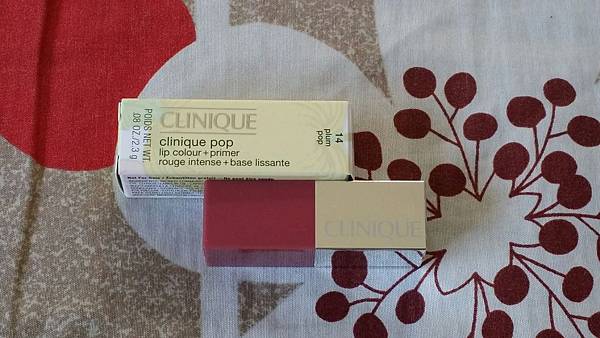 CLINIQUE
clinique pop
lip colour + primer
rouge intense + base lissante
14
plum
pop
POIDS NET WT.
.08 OZ/2.3 g
CLINIQUE